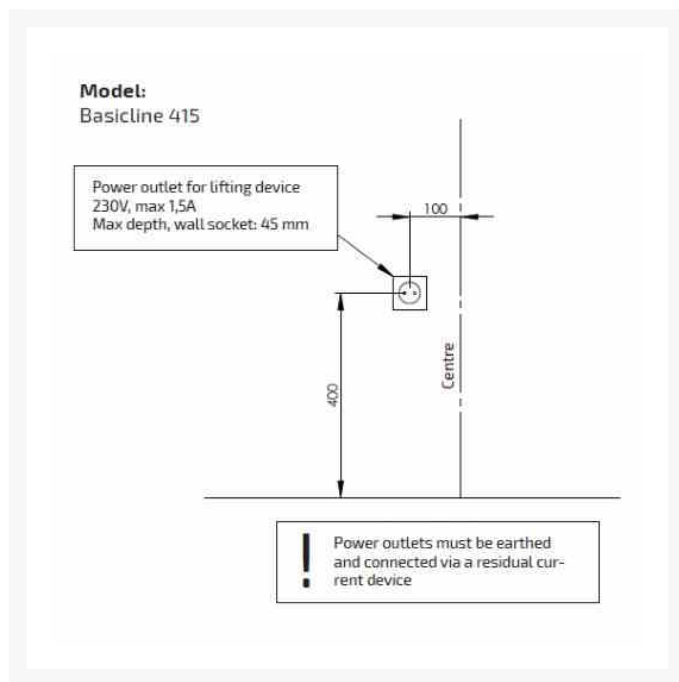 Model:
Basicline 415
Power outlet for lifting device
230V, max 1,5A
Max depth, wall socket: 45 mm
100
400
Centre
Power outlets must be earthed
and connected via a residual cur-
rent device